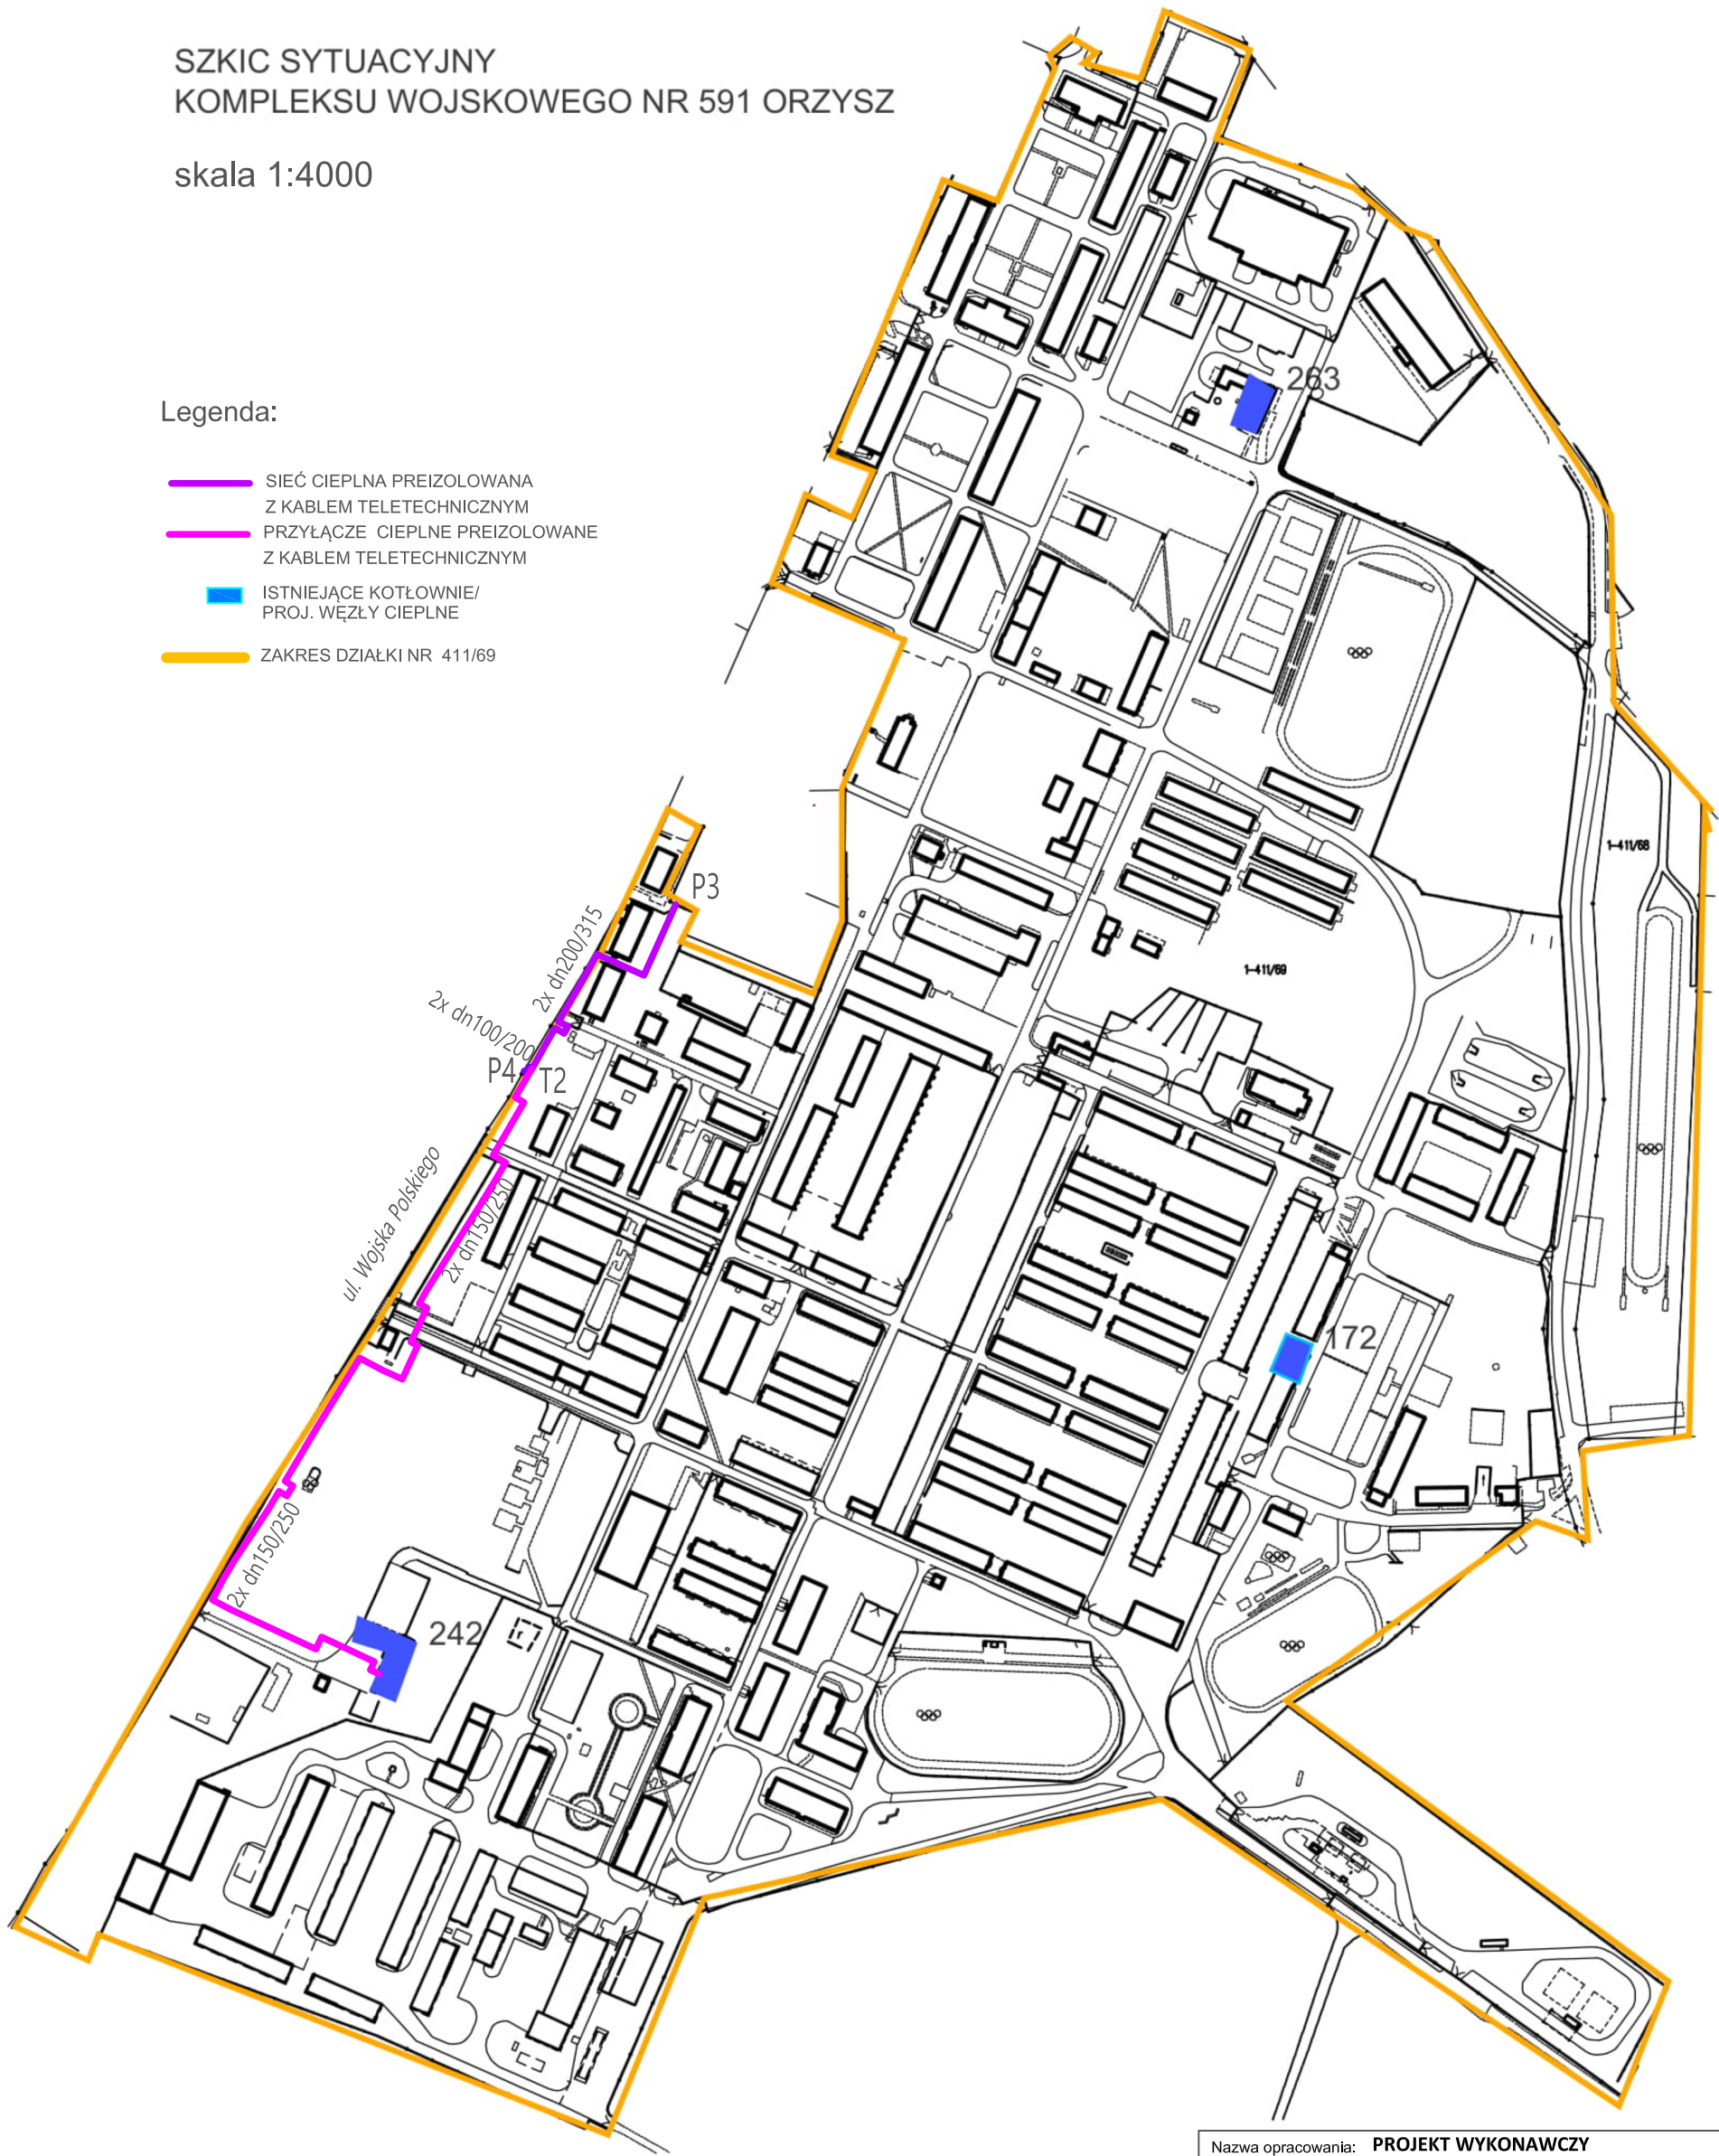 SZKIC SYTUACYJNY
KOMPLEKSU WOJSKOWEGO NR 591 ORZYSZ
skala 1:4000
Legenda:
SIEĆ CIEPLNA PREIZOLOWANA
Z KABLEM TELETECHNICZNYM
PRZYŁĄCZE CIEPLNE PREIZOLOWANE
Z KABLEM TELETECHNICZNYM
ISTNIEJĄCE KOTŁOWNIE/
PROJ. WĘZŁY CIEPLNE
ZAKRES DZIAŁKI NR 411/69
263
1-411/68
P3
2x dn200/315
1-411/69
2x dn100/200
P4
T2
ul. Wojska Polskiego
2x dn150/250
172
2x dn150/250
242
Nazwa opracowania: PROJEKT WYKONAWCZY